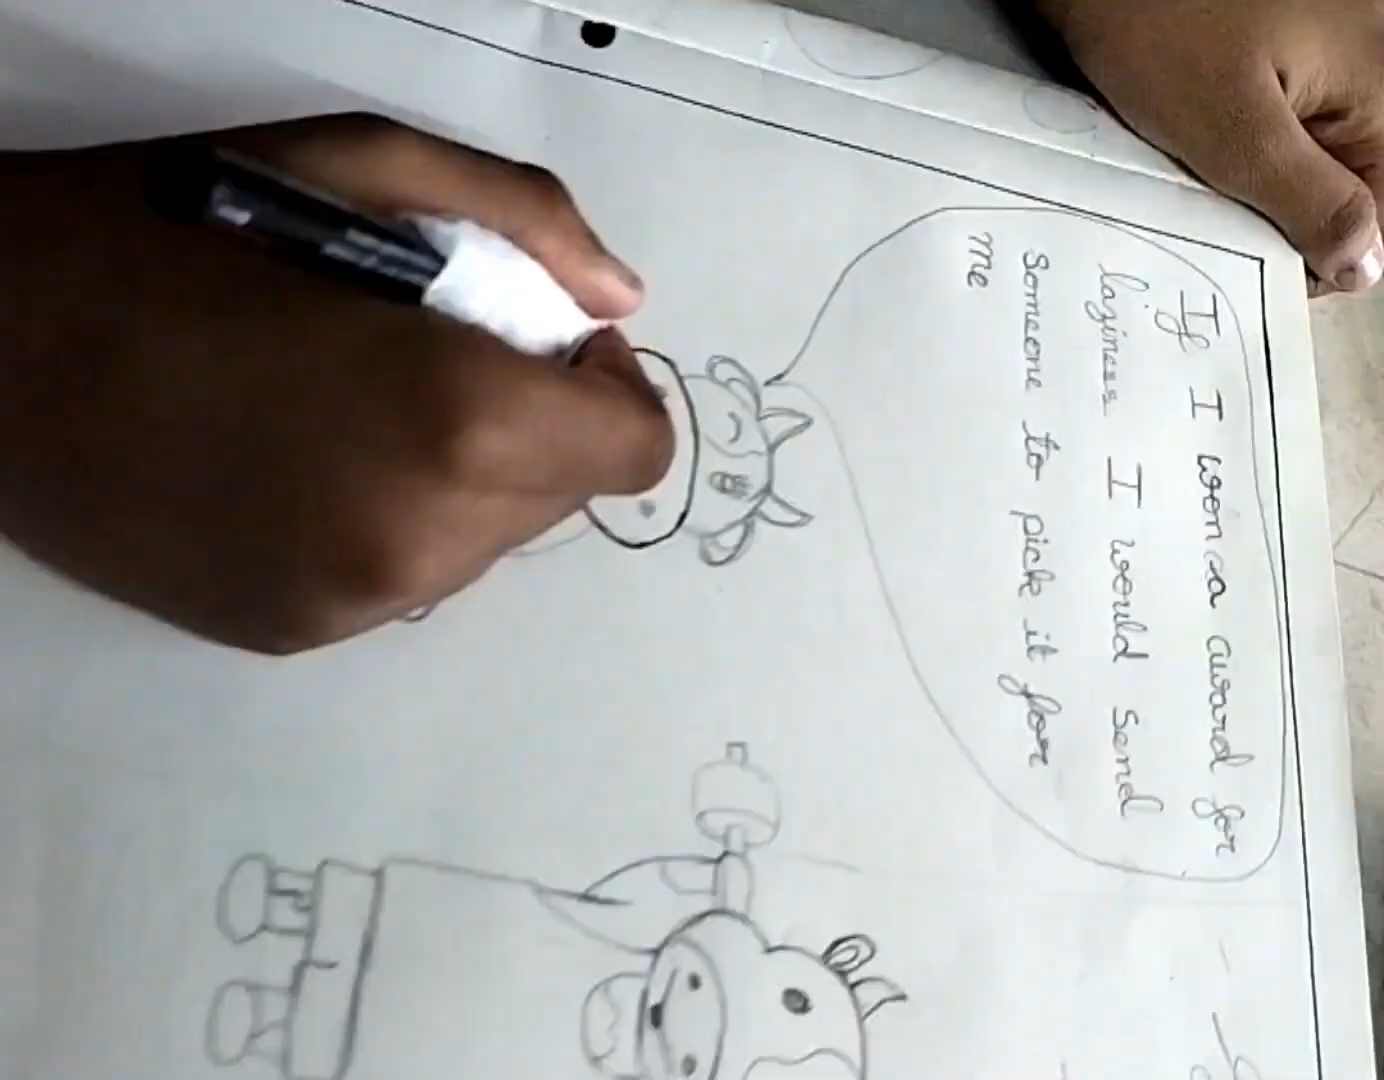 If I won a award for
laziness I would send
someone to pick it for
me